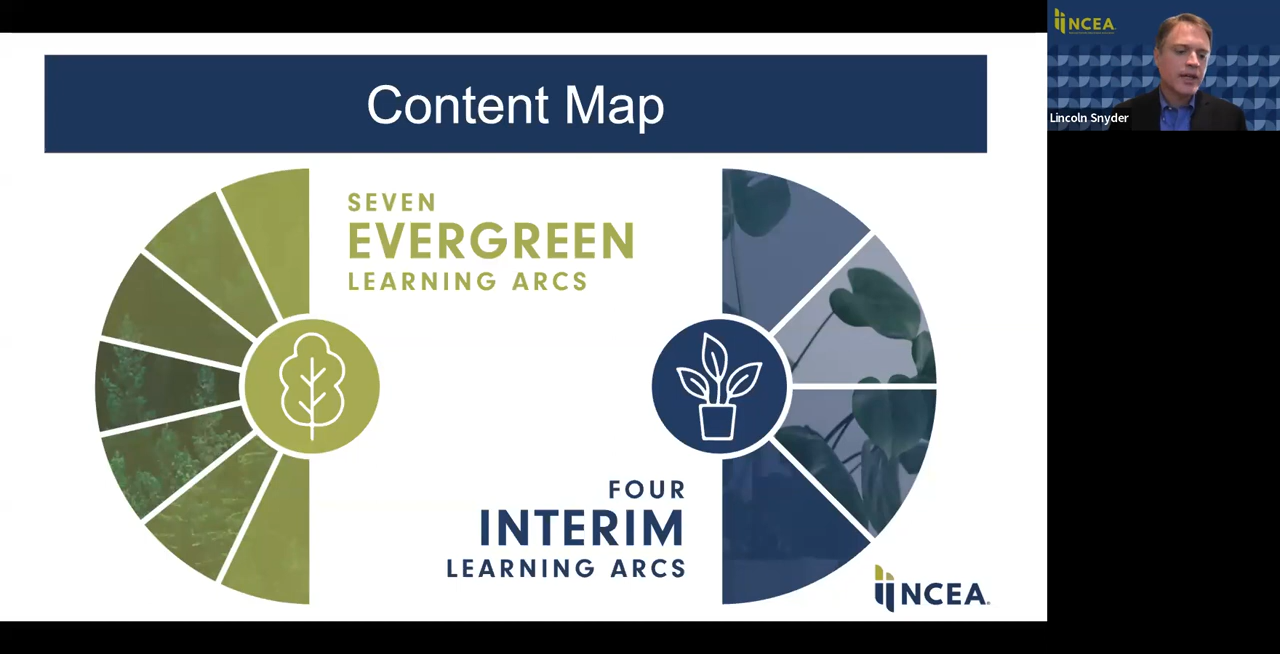 Content Map
SEVEN
EVERGREEN
LEARNING ARCS
FOUR
INTERIM
LEARNING ARCS
NCEA
NCEA
Lincoln Snyder